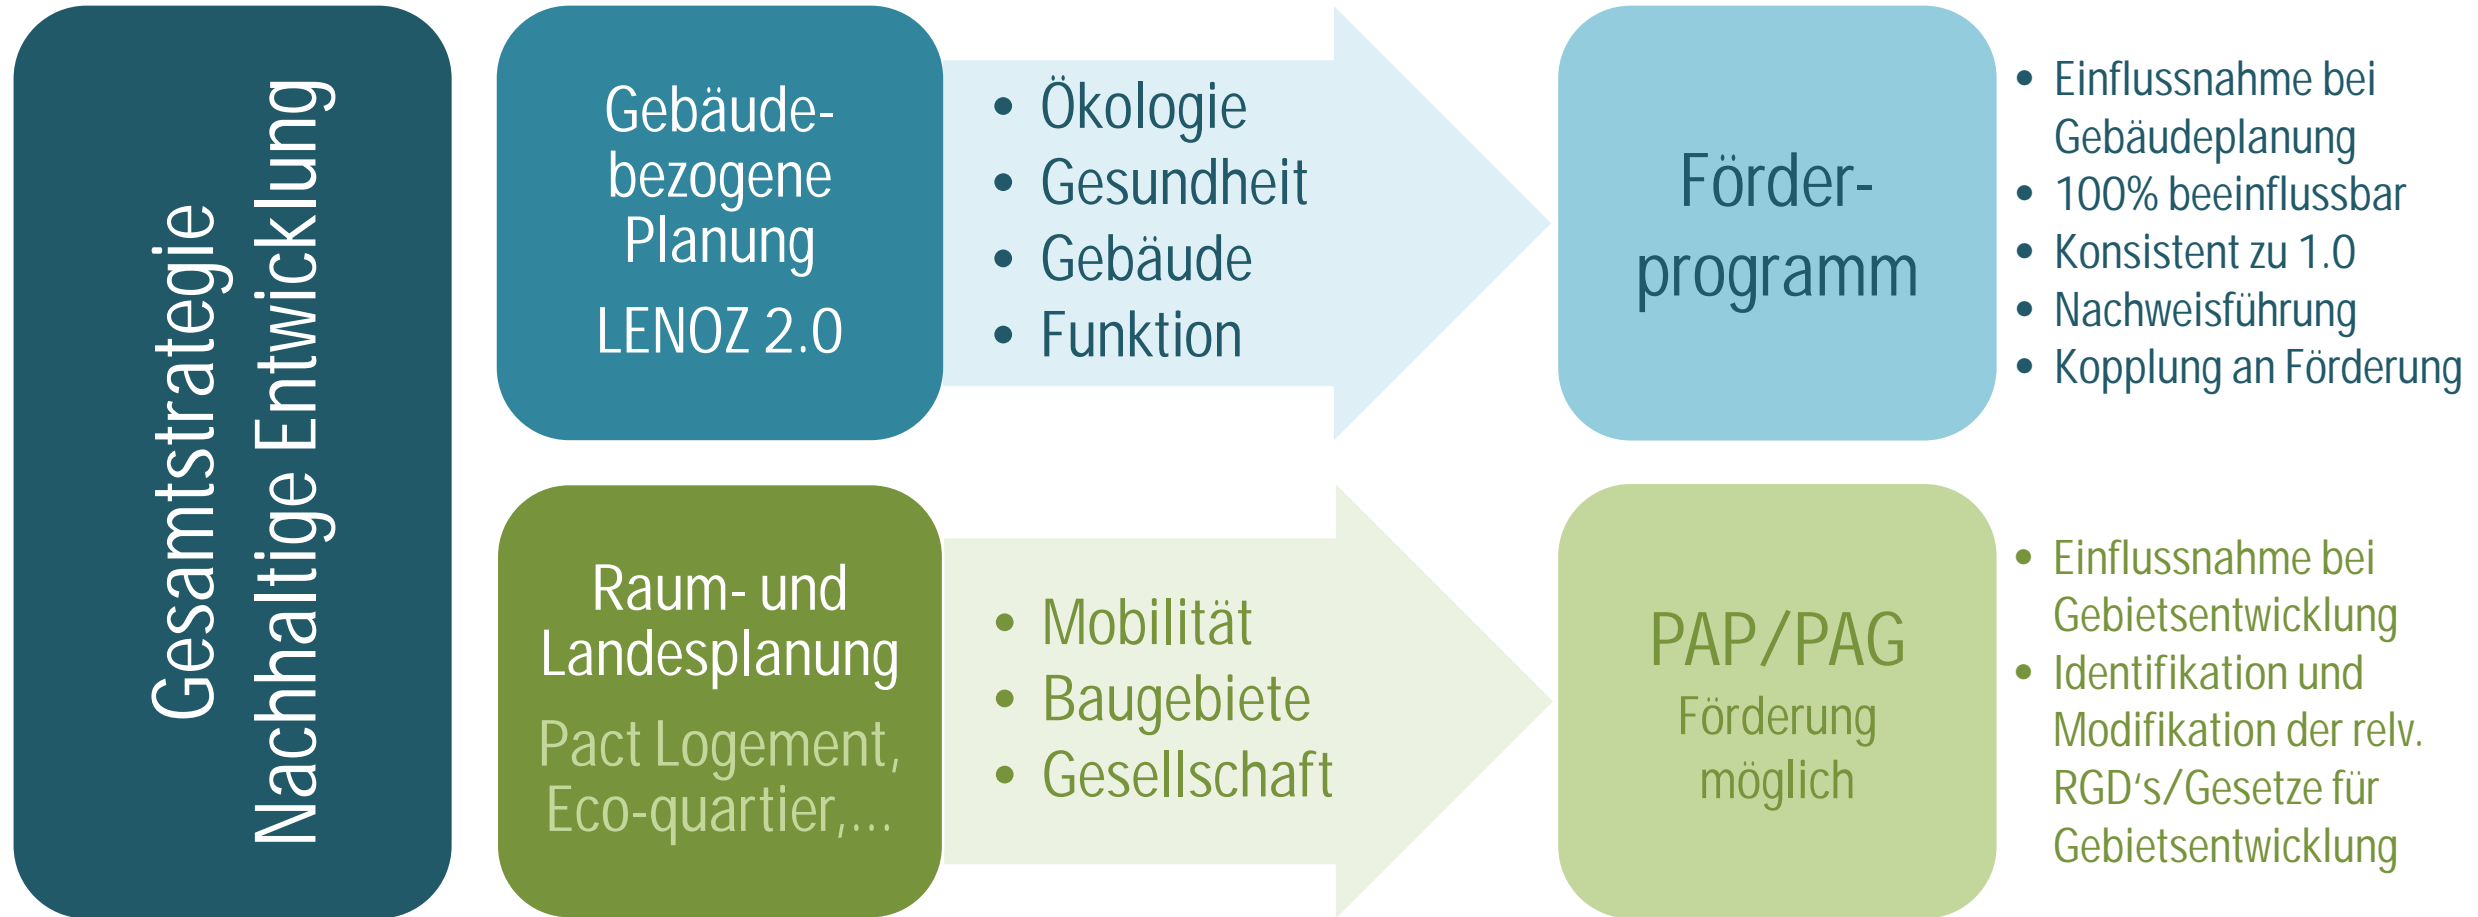 Gesamtstrategie
Nachhaltige Entwicklung
Gebäude-
bezogene
Planung
LENOZ 2.0
• Ökologie
• Gesundheit
• Gebäude
• Funktion
Förder-
programm
• Einflussnahme bei
Gebäudeplanung
• 100% beeinflussbar
• Konsistent zu 1.0
• Nachweisführung
• Kopplung an Förderung
Raum- und
Landesplanung
Pact Logement,
Eco-quartier,...
• Mobilität
• Baugebiete
• Gesellschaft
PAP/PAG
Förderung
möglich
• Einflussnahme bei
Gebietsentwicklung
• Identifikation und
Modifikation der relv.
RGD‘s/Gesetze für
Gebietsentwicklung